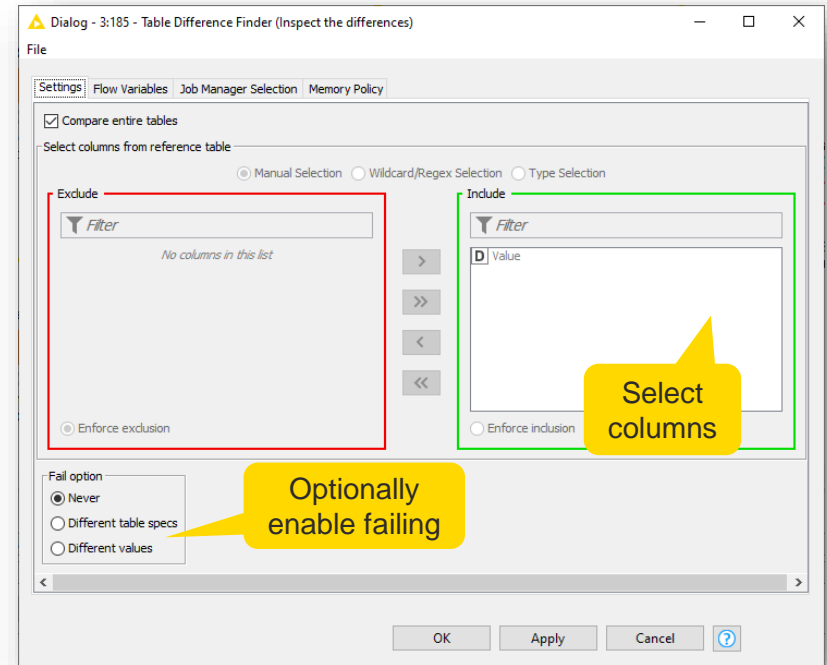 Dialog - 3:185 - Table Difference Finder (Inspect the differences)
File
Settings Flow Variables Job Manager Selection Memory Policy
Compare entire tables
Select columns from reference table
Manual Selection Wildcard/Regex Selection Type Selection
Exclude
Filter
No columns in this list
Enforce exclusion
>
>>
<
<<
Include
Filter
D Value
Enforce inclusion
Select
columns
Fail option
Never
Different table specs
Different values
Optionally
enable failing
OK Apply Cancel ?